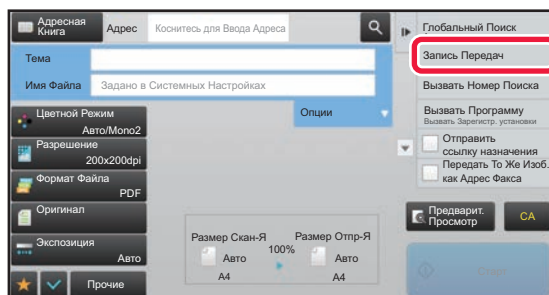 Адресная
Книга
Адрес
Коснитесь для Ввода Адреса
Тема
Имя Файла
Задано в Системных Настройках
Цветной Режим
Авто/Mono2
Разрешение
200x200dpi
Формат Файла
PDF
Оригинал
Экспозиция
Авто
Прочие
Опции
Размер Скан-Я
Авто
A4
100%
Размер Отпр-Я
Авто
A4
Глобальный Поиск
Запись Передач
Вызвать Номер Поиска
Вызвать Программу
Вызвать Зарегистр. установки
Отправить
ссылку назначения
Передать То Же Изоб.
как Адрес Факса
Предварит.
Просмотр
CA
Старт